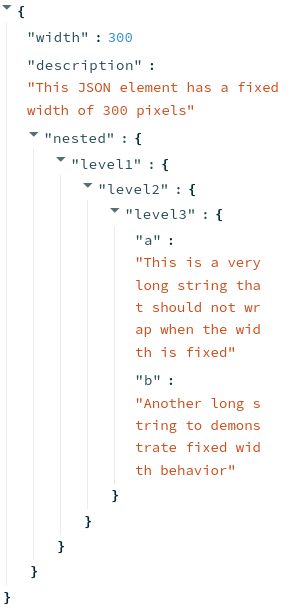 {
"width" : 300
"description" :
"This JSON element has a fixed
width of 300 pixels"
"nested" : {
"level1" : {
"level2" : {
"level3" : {
"a" :
"This is a very
long string tha
t should not wr
ap when the wid
th is fixed"
"b" :
"Another long s
tring to demons
trate fixed wid
th behavior"
}
}
}
}
}